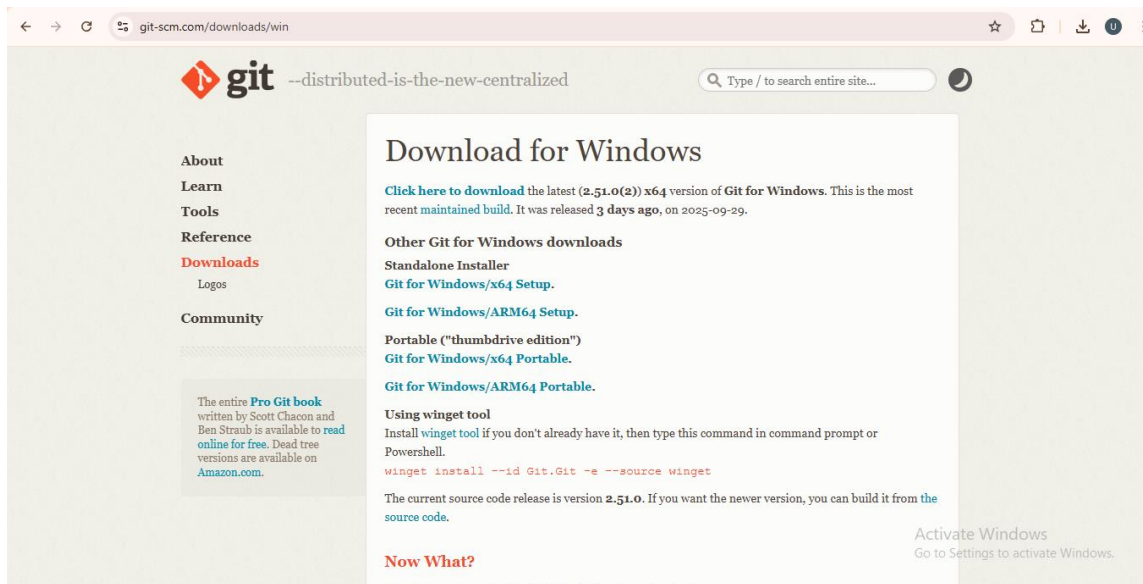 git-scm.com/downloads/win
U
git --distributed-is-the-new-centralized
Type / to search entire site...
About
Learn
Tools
Reference
Downloads
Logos
Community
The entire Pro Git book
written by Scott Chacon and
Ben Straub is available to read
online for free. Dead tree
versions are available on
Amazon.com.
Download for Windows
Click here to download the latest (2.51.0(2)) x64 version of Git for Windows. This is the most
recent maintained build. It was released 3 days ago, on 2025-09-29.
Other Git for Windows downloads
Standalone Installer
Git for Windows/x64 Setup.
Git for Windows/ARM64 Setup.
Portable ("thumbdrive edition")
Git for Windows/x64 Portable.
Git for Windows/ARM64 Portable.
Using winget tool
Install winget tool if you don't already have it, then type this command in command prompt or
Powershell.
winget install --id Git.Git -e --source winget
The current source code release is version 2.51.0. If you want the newer version, you can build it from the
source code.
Now What?
Activate Windows
Go to Settings to activate Windows.